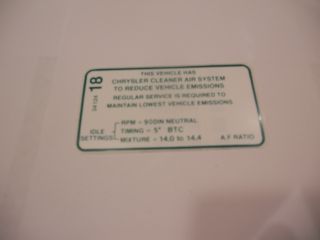 THIS VEHICLE HAS
CHRYSLER CLEANER AIR SYSTEM
TO REDUCE VEHICLE EMISSIONS
REGULAR SERVICE IS REQUIRED TO
MAINTAIN LOWEST VEHICLE EMISSIONS
18
IDLE SETTINGS
RPM - 900IN NEUTRAL
TIMING - 5° BTC
MIXTURE - 14.0 to 14.4 A.F RATIO